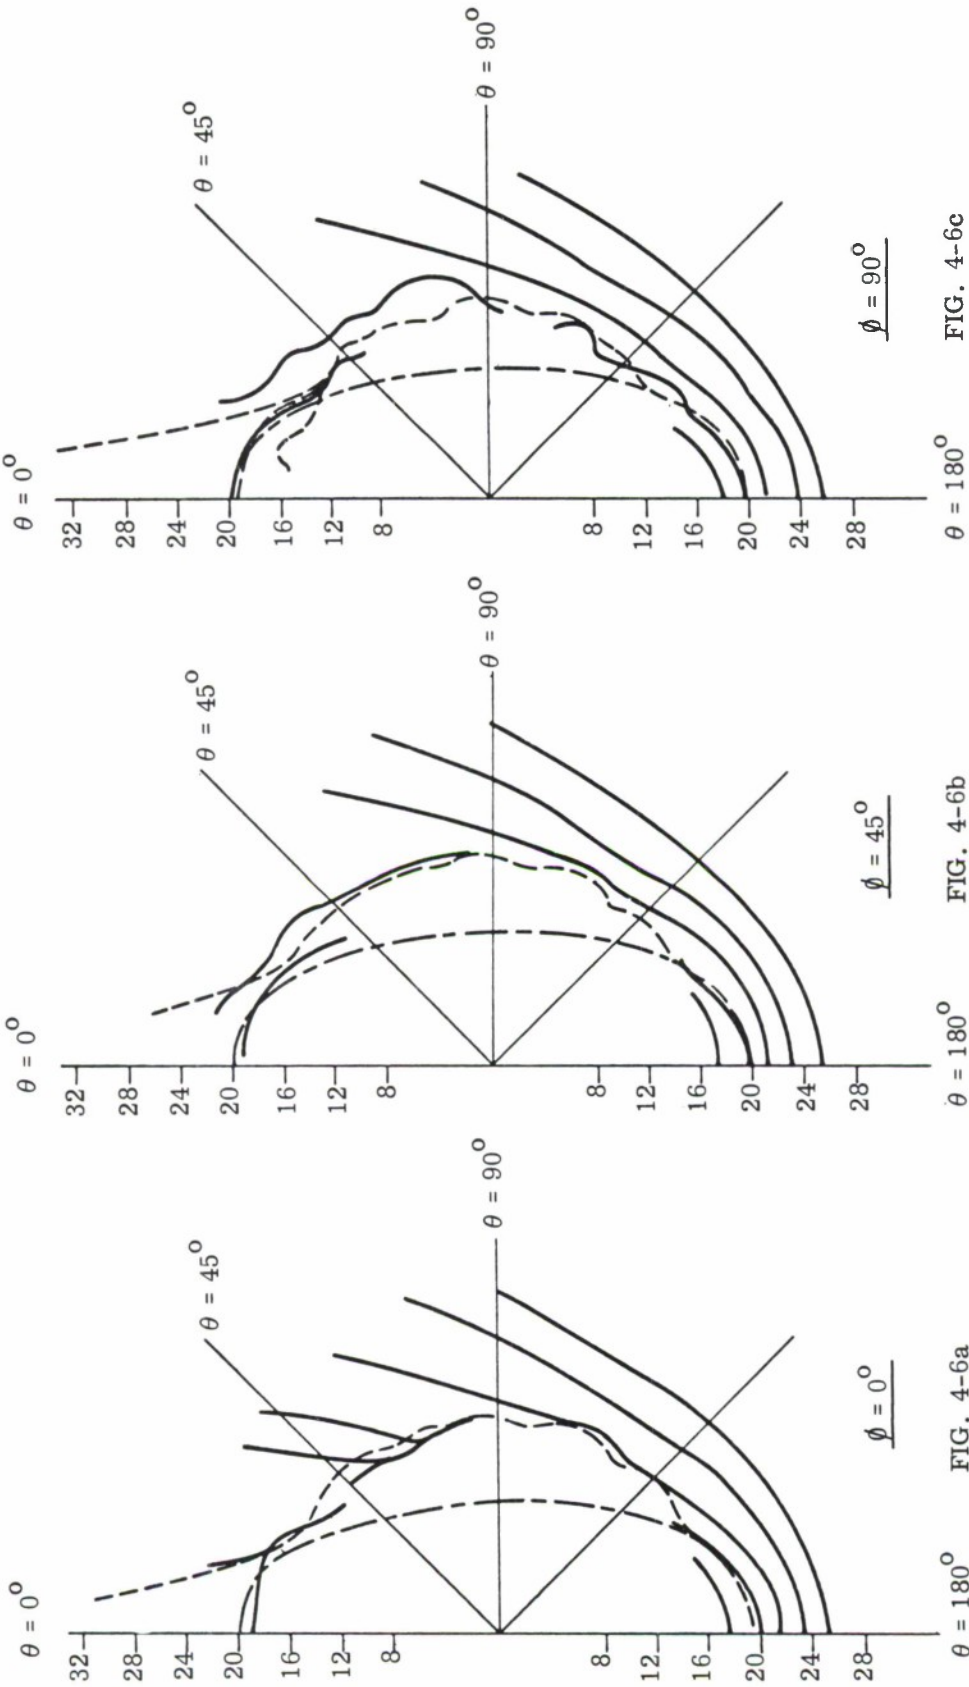 θ = 0°
32
28
24
20
16
12
8
8
12
16
20
24
28
θ = 180°
θ = 45°
θ = 90°
ø = 0°
FIG. 4-6a
θ = 0°
32
28
24
20
16
12
8
8
12
16
20
24
28
θ = 180°
θ = 45°
θ = 90°
ø = 45°
FIG. 4-6b
θ = 0°
32
28
24
20
16
12
8
8
12
16
20
24
28
θ = 180°
θ = 45°
θ = 90°
ø = 90°
FIG. 4-6c